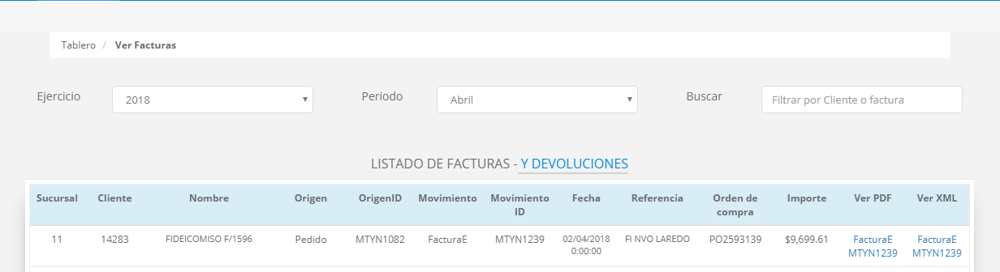 Tablero / Ver Facturas
Ejercicio 2018 Periodo Abril Buscar Filtrar por Cliente o factura
LISTADO DE FACTURAS - Y DEVOLUCIONES
Sucursal Cliente Nombre Origen OrigenID Movimiento Movimiento ID Fecha Referencia Orden de compra Importe Ver PDF Ver XML
11 14283 FIDEICOMISO F/1596 Pedido MTYN1082 FacturaE MTYN1239 02/04/2018 0:00:00 FI NVO LAREDO PO2593139 $9,699.61 FacturaE MTYN1239 FacturaE MTYN1239